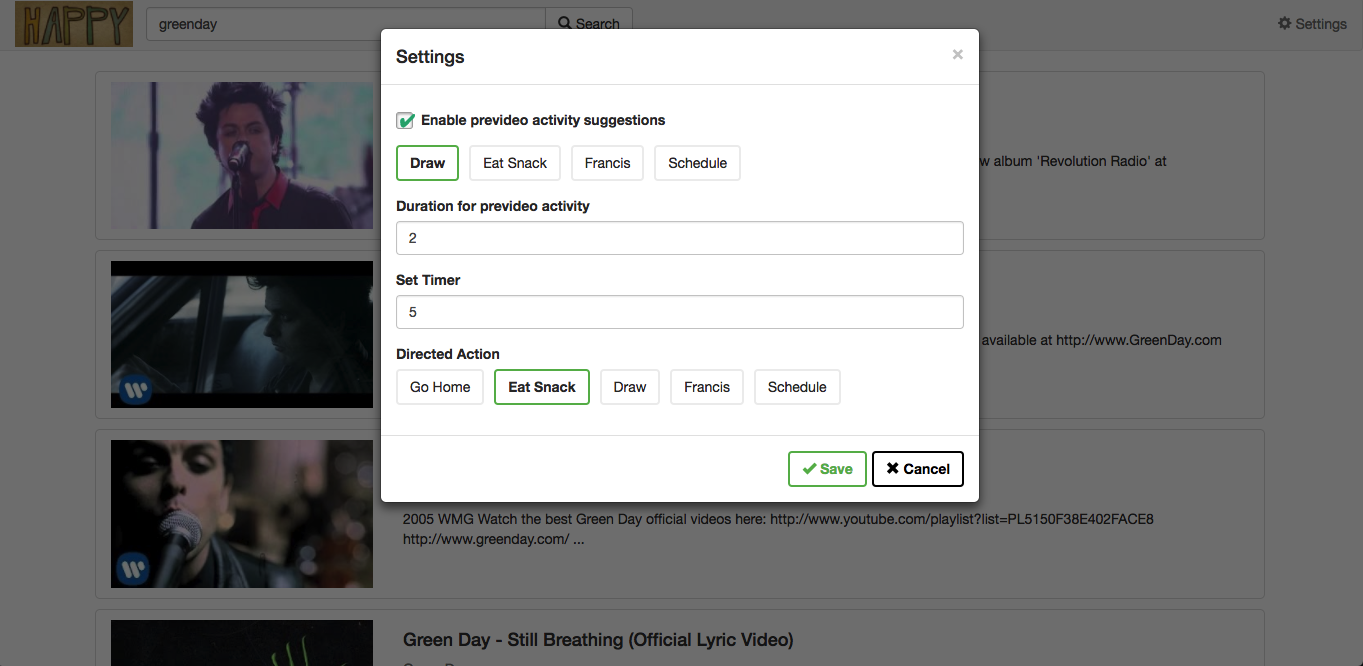 HAPPY
greenday
Search
Settings
Settings
×
Enable prevideo activity suggestions
Draw
Eat Snack
Francis
Schedule
w album 'Revolution Radio' at
Duration for prevideo activity
2
Set Timer
5
available at http://www.GreenDay.com
Directed Action
Go Home
Eat Snack
Draw
Francis
Schedule
Save
Cancel
2005 WMG Watch the best Green Day official videos here: http://www.youtube.com/playlist?list=PL5150F38E402FACE8
http://www.greenday.com/ ...
Green Day - Still Breathing (Official Lyric Video)